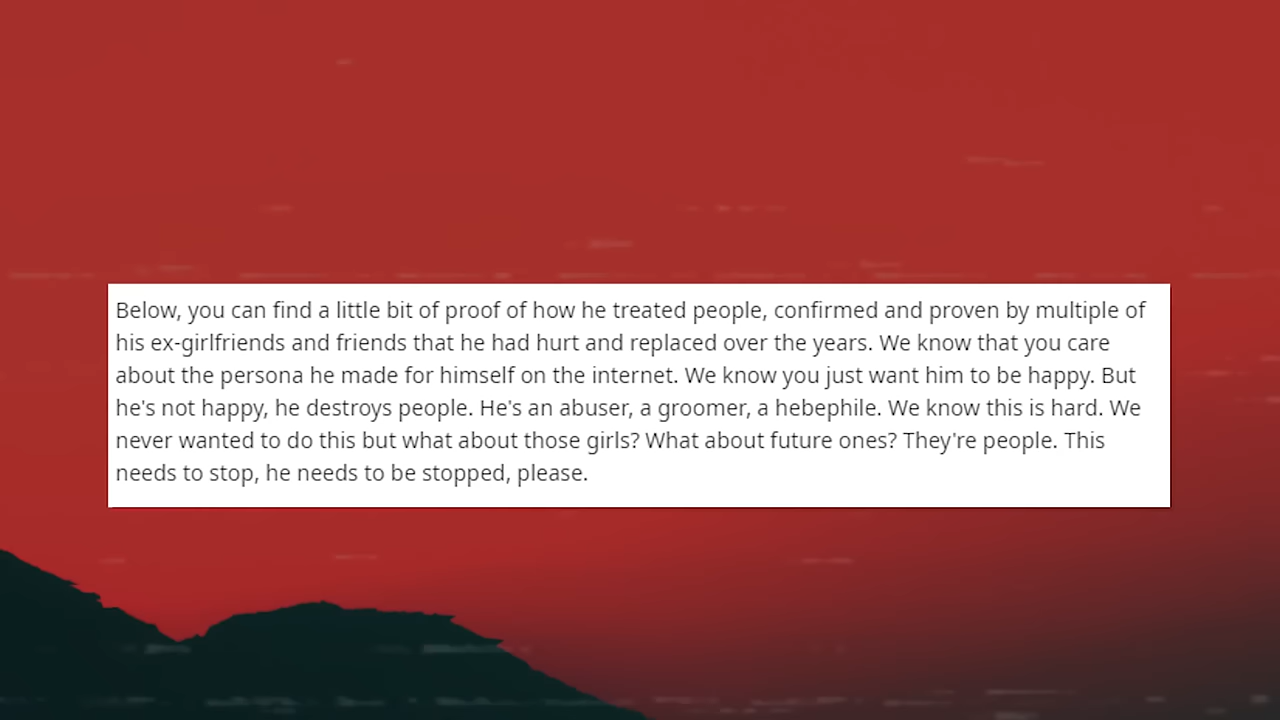 Below, you can find a little bit of proof of how he treated people, confirmed and proven by multiple of
his ex-girlfriends and friends that he had hurt and replaced over the years. We know that you care
about the persona he made for himself on the internet. We know you just want him to be happy. But
he's not happy, he destroys people. He's an abuser, a groomer, a hebephile. We know this is hard. We
never wanted to do this but what about those girls? What about future ones? They're people. This
needs to stop, he needs to be stopped, please.